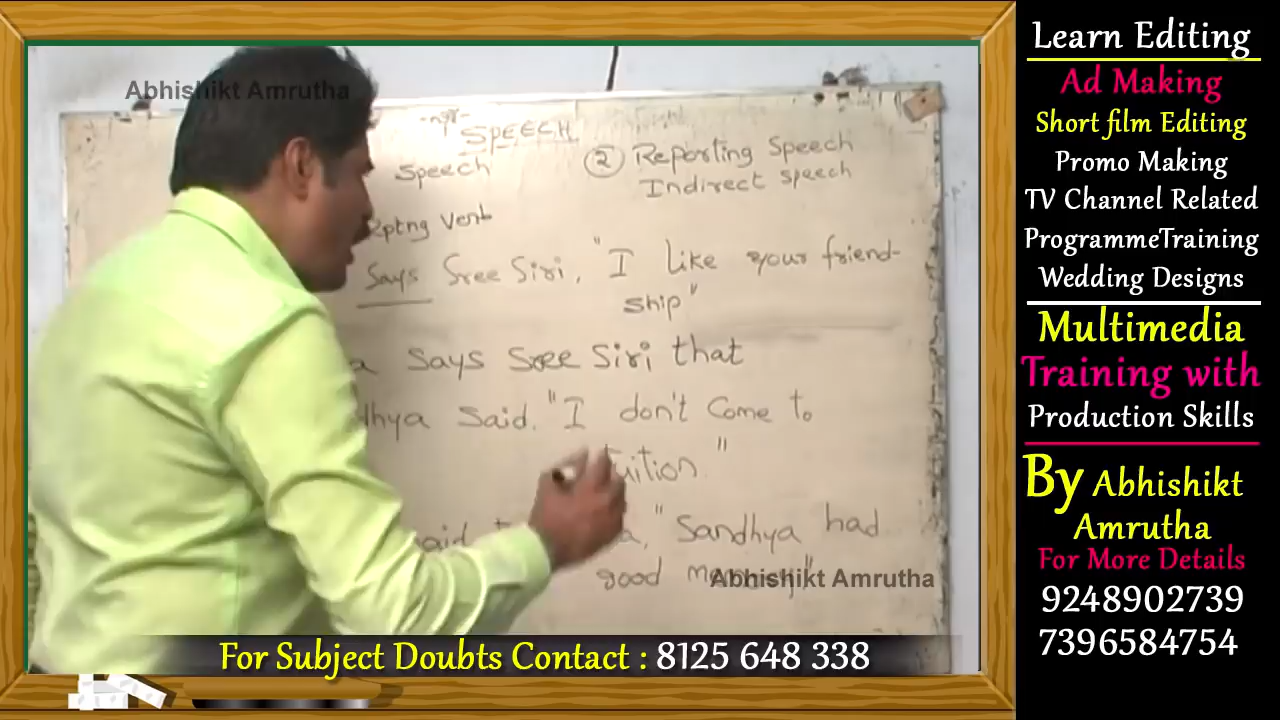 Abhishikt Amrutha
SPEECH
Speech
② Reporting Speech
Indirect speech
Rptng Verb
Says Sree Siri, "I like your friend-
ship"
a says Sree Siri that
dhya said, "I don't come to
tuition."
said "Sandhya had
good
Abhishikt Amrutha
For Subject Doubts Contact : 8125 648 338
Learn Editing
Ad Making
Short film Editing
Promo Making
TV Channel Related
ProgrammeTraining
Wedding Designs
Multimedia
Training with
Production Skills
By Abhishikt
Amrutha
For More Details
9248902739
7396584754